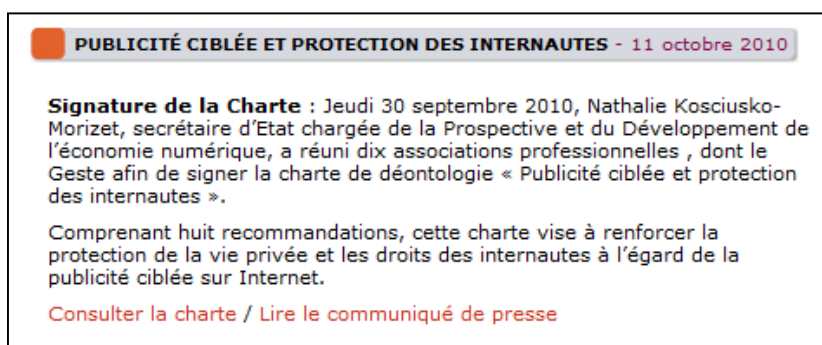 PUBLICITÉ CIBLÉE ET PROTECTION DES INTERNAUTES - 11 octobre 2010
Signature de la Charte : Jeudi 30 septembre 2010, Nathalie Kosciusko-
Morizet, secrétaire d'Etat chargée de la Prospective et du Développement de
l'économie numérique, a réuni dix associations professionnelles , dont le
Geste afin de signer la charte de déontologie « Publicité ciblée et protection
des internautes ».
Comprenant huit recommandations, cette charte vise à renforcer la
protection de la vie privée et les droits des internautes à l'égard de la
publicité ciblée sur Internet.
Consulter la charte / Lire le communiqué de presse